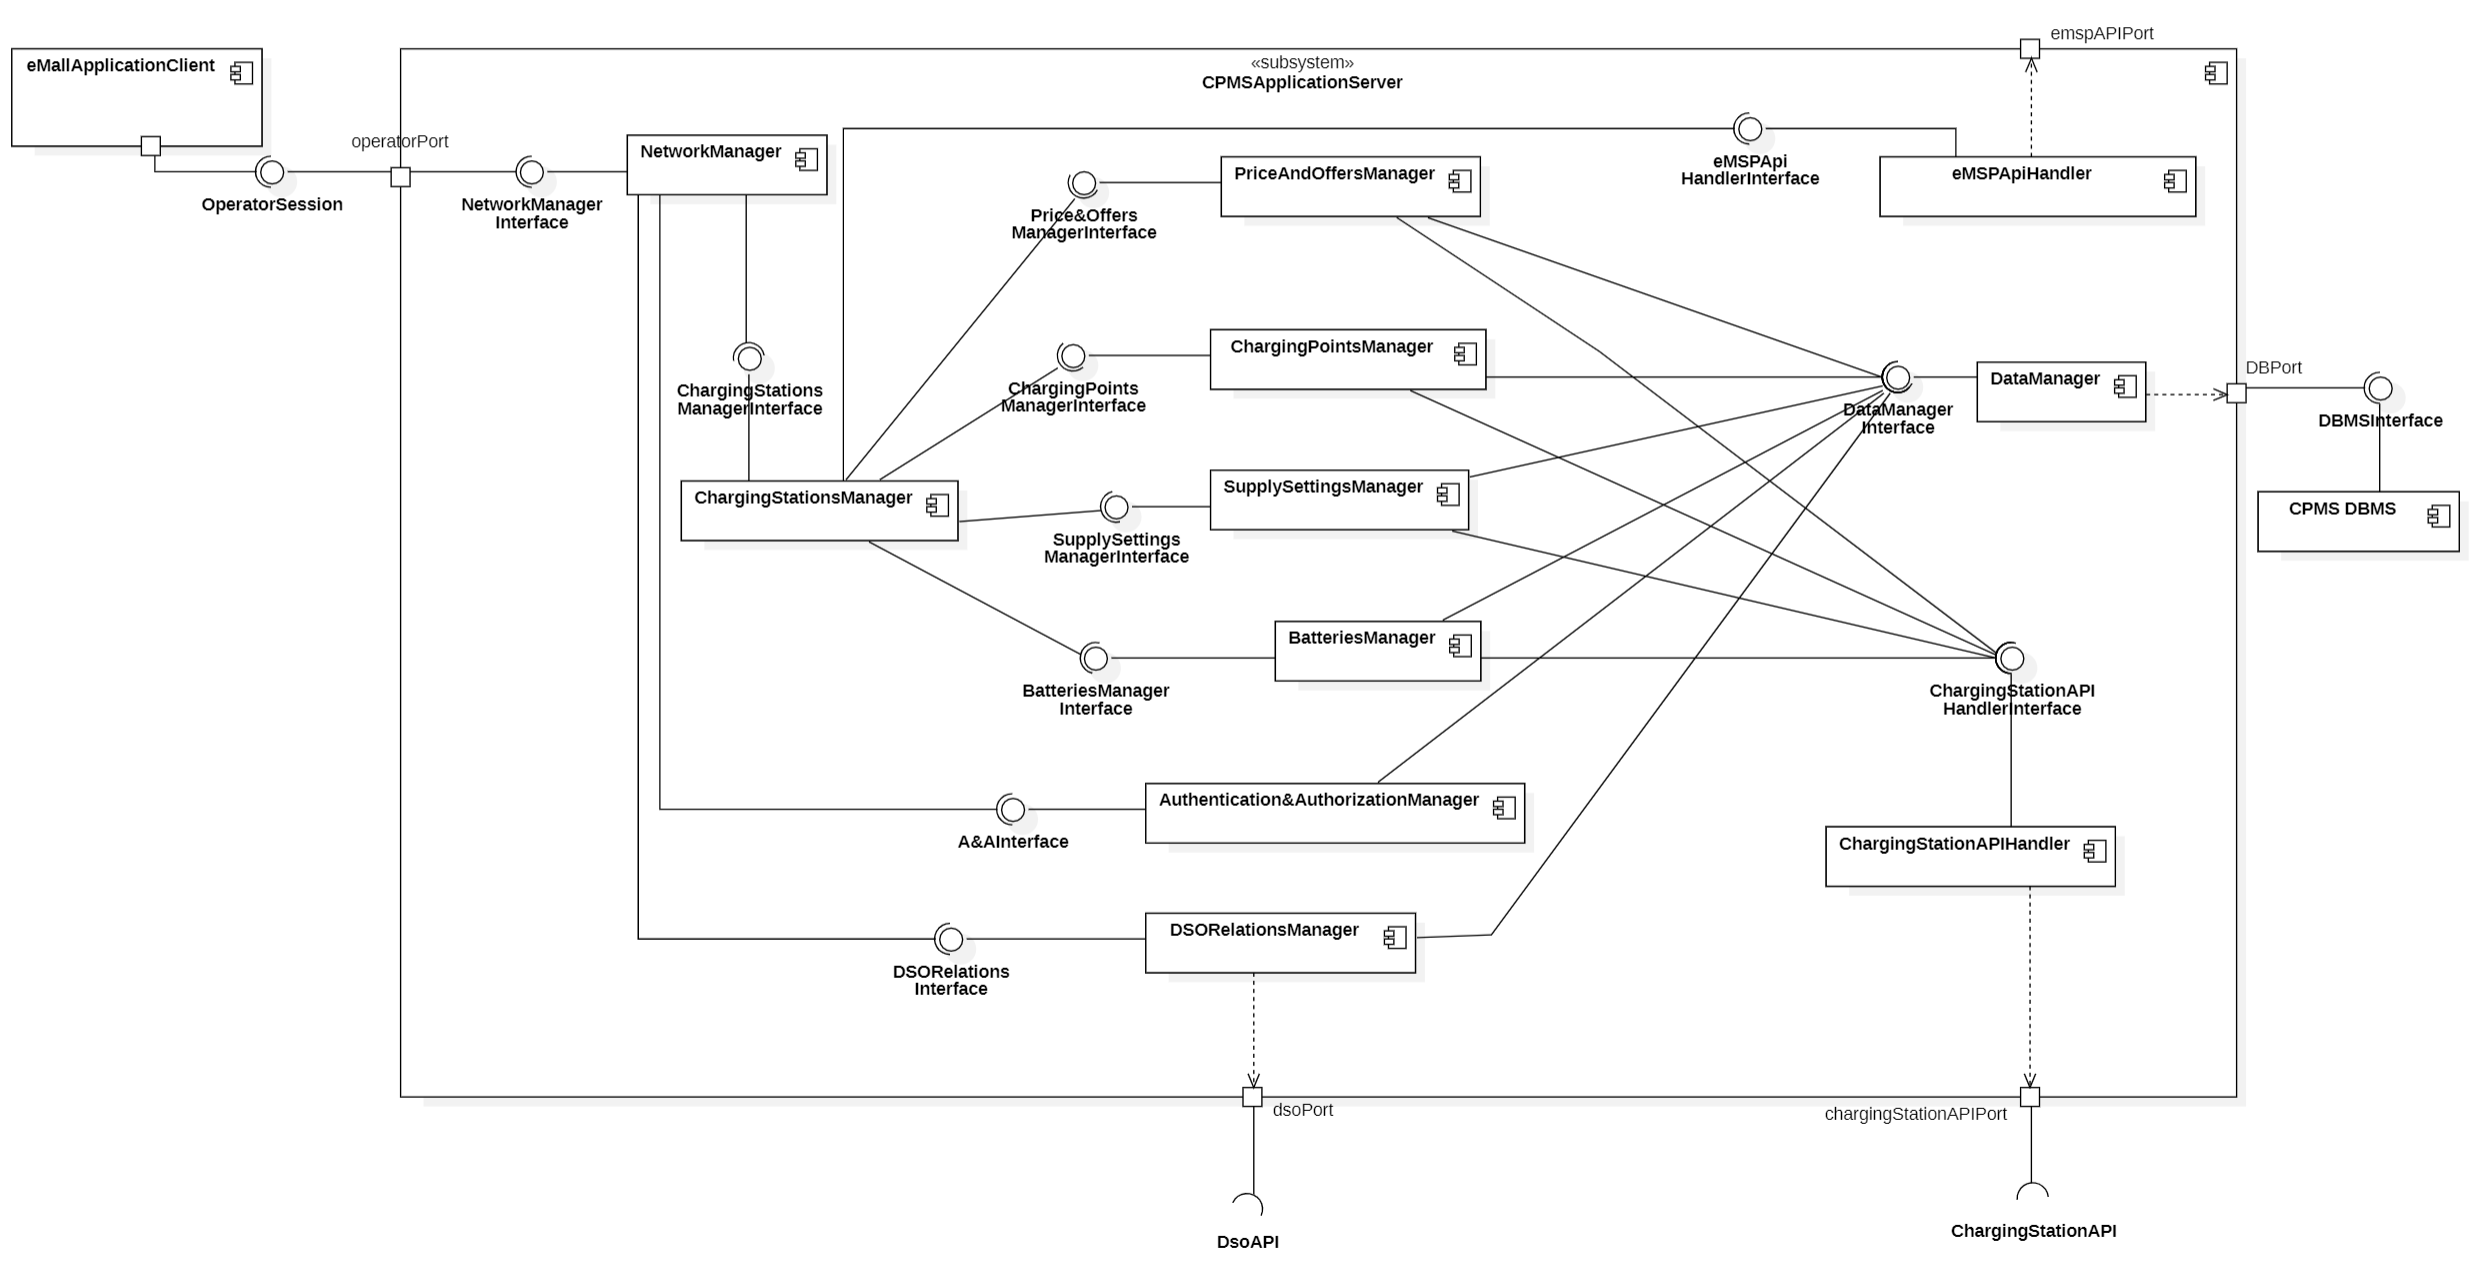 emspAPIPort
«subsystem»
CPMSApplicationServer
eMallApplicationClient
operatorPort
OperatorSession
NetworkManager
Interface
NetworkManager
eMSPApi
HandlerInterface
eMSPApiHandler
PriceAndOffersManager
Price&Offers
ManagerInterface
ChargingStations
ManagerInterface
ChargingPoints
ManagerInterface
ChargingPointsManager
DataManager
Interface
DataManager
DBPort
DBMSInterface
CPMS DBMS
ChargingStationsManager
SupplySettings
ManagerInterface
SupplySettingsManager
BatteriesManager
Interface
BatteriesManager
ChargingStationAPI
HandlerInterface
A&AInterface
Authentication&AuthorizationManager
ChargingStationAPIHandler
DSORelations
Interface
DSORelationsManager
dsoPort
chargingStationAPIPort
DsoAPI
ChargingStationAPI